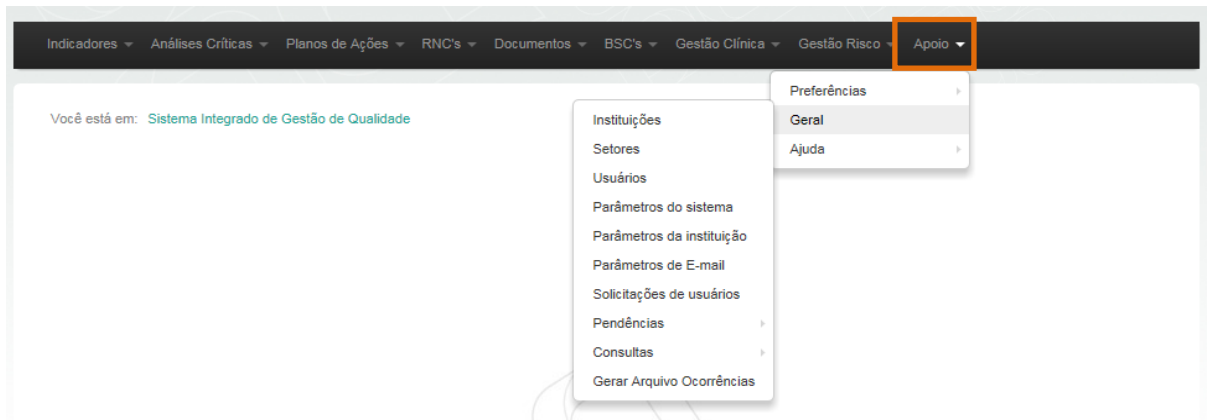 Indicadores Análises Críticas Planos de Ações RNC's Documentos BSC's Gestão Clínica Gestão Risco Apoio
Preferências
Geral
Ajuda
Você está em: Sistema Integrado de Gestão de Qualidade
Instituições
Setores
Usuários
Parâmetros do sistema
Parâmetros da instituição
Parâmetros de E-mail
Solicitações de usuários
Pendências
Consultas
Gerar Arquivo Ocorrências